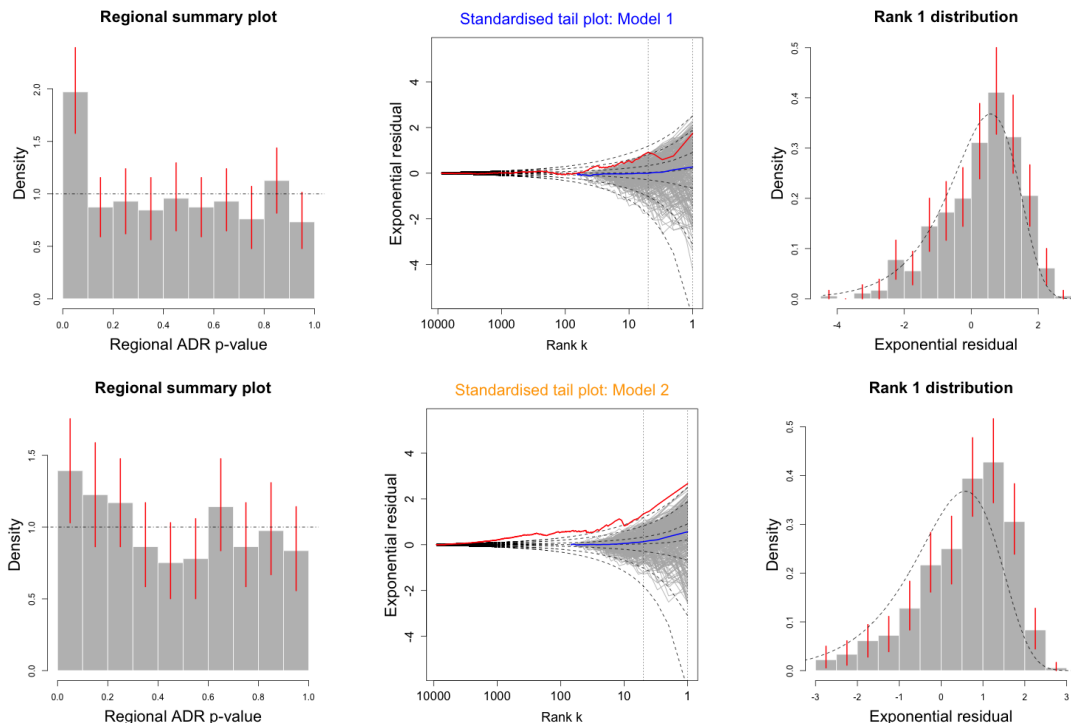 Regional summary plot
Density
0.0 0.5 1.0 1.5 2.0
0.0 0.2 0.4 0.6 0.8 1.0
Regional ADR p-value
Standardised tail plot: Model 1
Exponential residual
-4 -2 0 2 4
10000 1000 100 10 1
Rank k
Rank 1 distribution
Density
0.0 0.1 0.2 0.3 0.4 0.5
-4 -2 0 2
Exponential residual
Regional summary plot
Density
0.0 0.5 1.0 1.5
0.0 0.2 0.4 0.6 0.8 1.0
Regional ADR p-value
Standardised tail plot: Model 2
Exponential residual
-4 -2 0 2 4
10000 1000 100 10 1
Rank k
Rank 1 distribution
Density
0.0 0.1 0.2 0.3 0.4 0.5
-3 -2 -1 0 1 2 3
Exponential residual